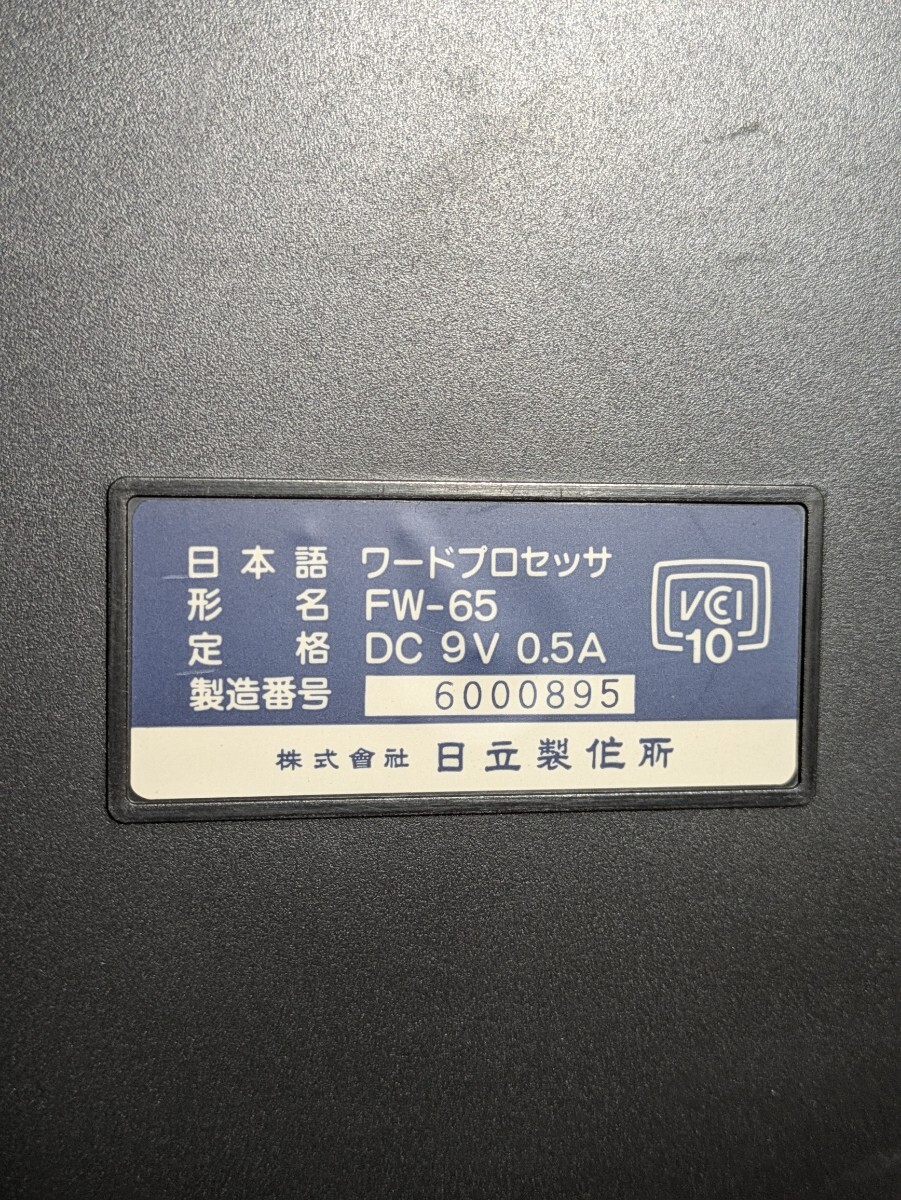 日本語 ワードプロセッサ
形名 FW-65
定格 DC 9V 0.5A
製造番号 6000895
VCCI
10
株式會社 日立製作所